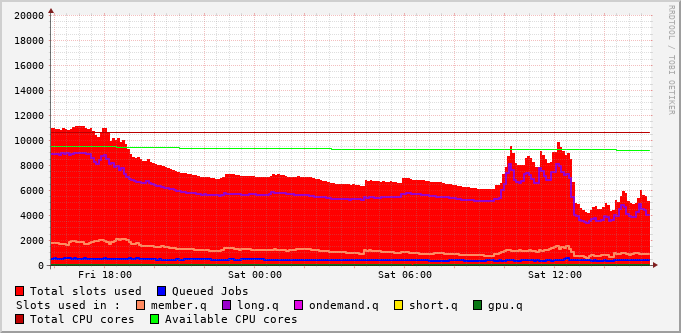 20000
18000
16000
14000
12000
10000
8000
6000
4000
2000
0
Fri 18:00 Sat 00:00 Sat 06:00 Sat 12:00
RRDTOOL / TOBI OETIKER
Total slots used Queued Jobs
Slots used in : member.q long.q ondemand.q short.q gpu.q
Total CPU cores Available CPU cores